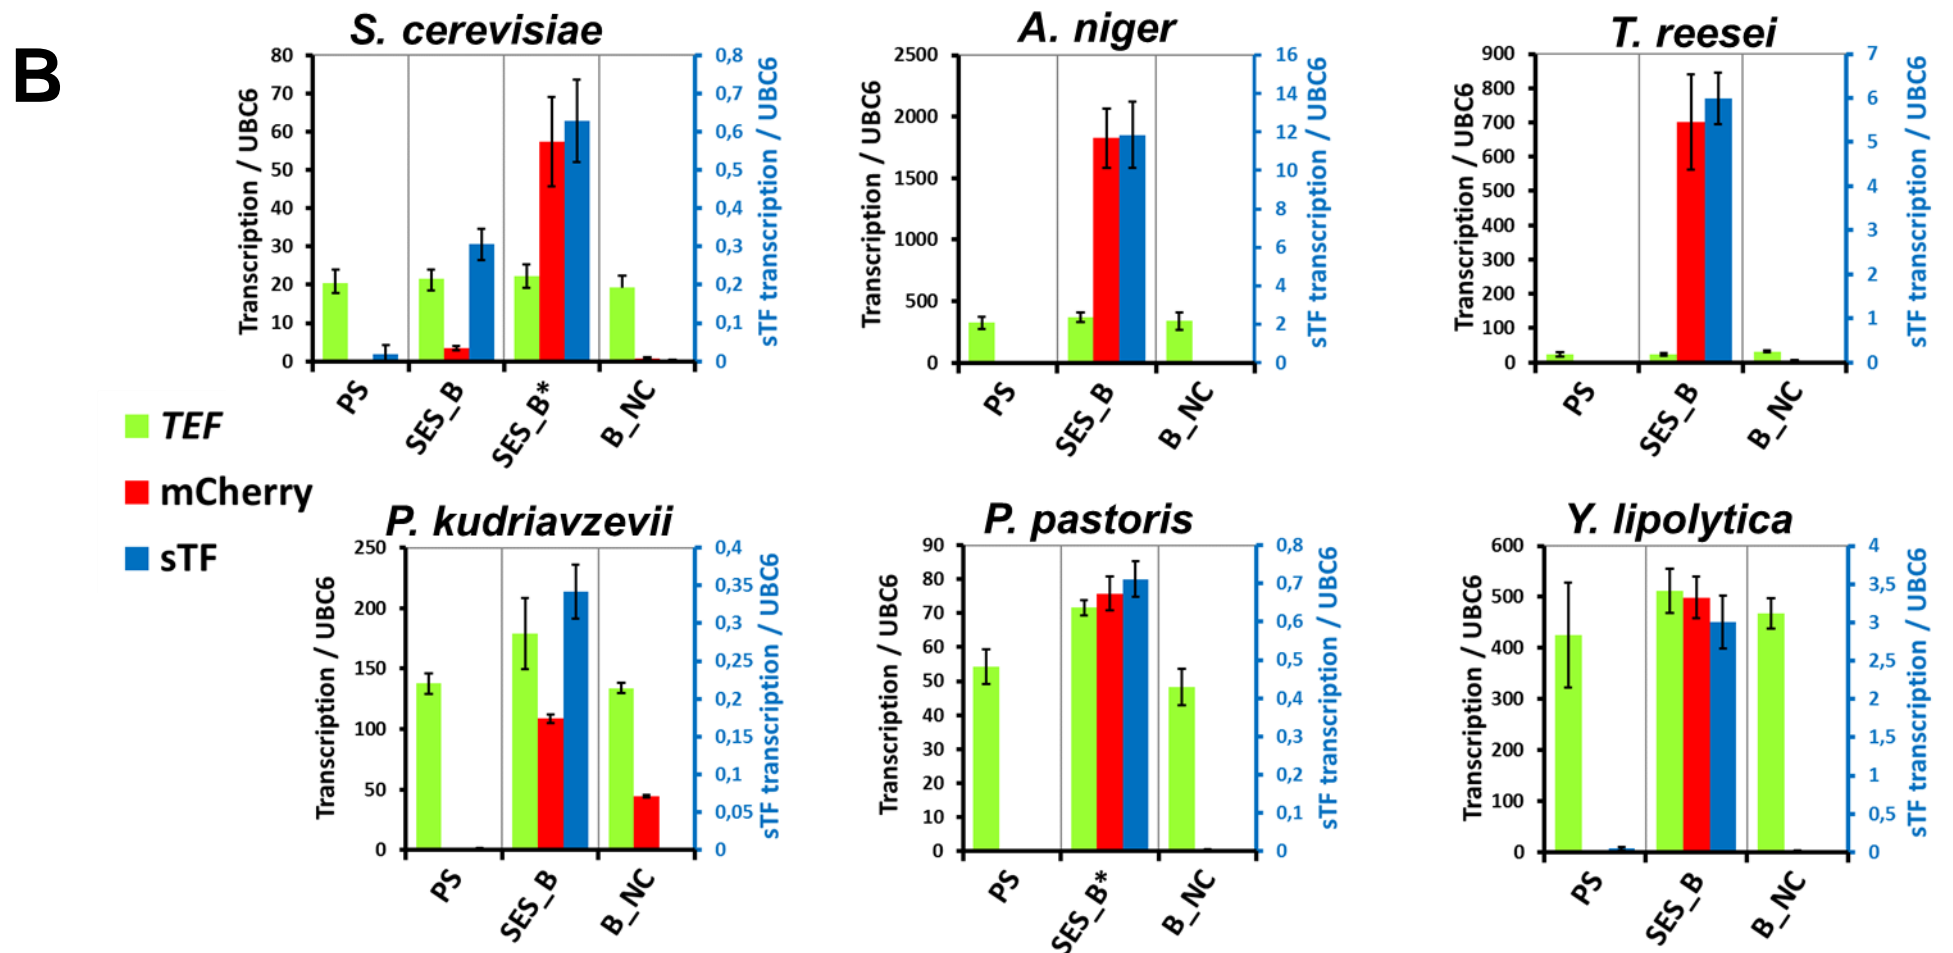 B
S. cerevisiae
Transcription / UBC6
80
70
60
50
40
30
20
10
0
0,8
0,7
0,6
0,5
0,4
0,3
0,2
0,1
0
sTF transcription / UBC6
PS
SES_B
SES_B*
B_NC
A. niger
Transcription / UBC6
2500
2000
1500
1000
500
0
16
14
12
10
8
6
4
2
0
sTF transcription / UBC6
PS
SES_B
B_NC
T. reesei
Transcription / UBC6
900
800
700
600
500
400
300
200
100
0
7
6
5
4
3
2
1
0
sTF transcription / UBC6
PS
SES_B
B_NC
TEF
mCherry
sTF
P. kudriavzevii
Transcription / UBC6
250
200
150
100
50
0
0,4
0,35
0,3
0,25
0,2
0,15
0,1
0,05
0
sTF transcription / UBC6
PS
SES_B
B_NC
P. pastoris
Transcription / UBC6
90
80
70
60
50
40
30
20
10
0
0,8
0,7
0,6
0,5
0,4
0,3
0,2
0,1
0
sTF transcription / UBC6
PS
SES_B*
B_NC
Y. lipolytica
Transcription / UBC6
600
500
400
300
200
100
0
4
3,5
3
2,5
2
1,5
1
0,5
0
sTF transcription / UBC6
PS
SES_B
B_NC